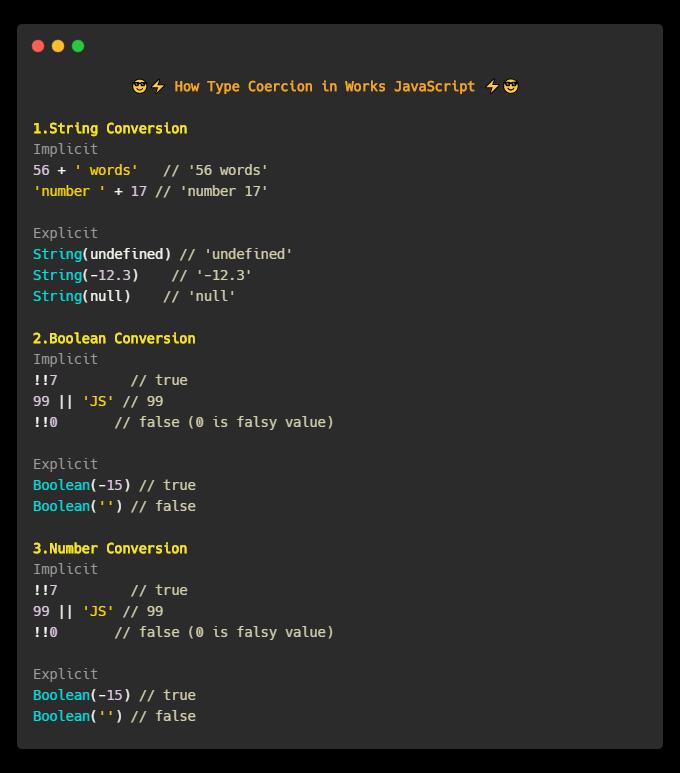 😎⚡ How Type Coercion in Works JavaScript ⚡😎
1.String Conversion
Implicit
56 + ' words'   // '56 words'
'number ' + 17 // 'number 17'
Explicit
String(undefined) // 'undefined'
String(-12.3)    // '-12.3'
String(null)    // 'null'
2.Boolean Conversion
Implicit
!!7         // true
99 || 'JS' // 99
!!0       // false (0 is falsy value)
Explicit
Boolean(-15) // true
Boolean('') // false
3.Number Conversion
Implicit
!!7         // true
99 || 'JS' // 99
!!0       // false (0 is falsy value)
Explicit
Boolean(-15) // true
Boolean('') // false